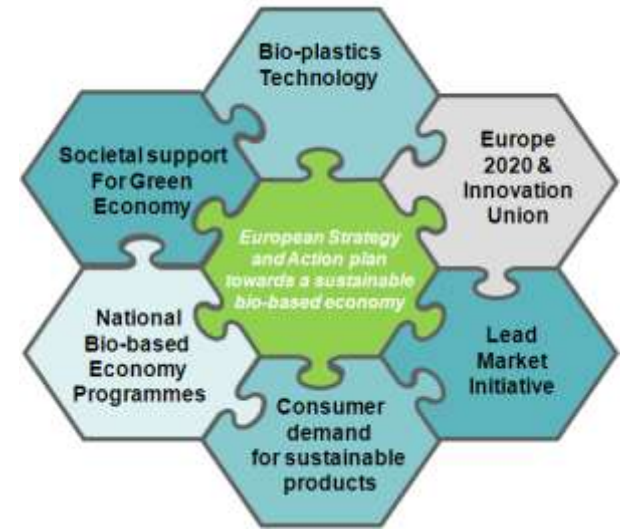 Bio-plastics
Technology
Societal support
For Green
Economy
Europe
2020 &
Innovation
Union
European Strategy
and Action plan
towards a sustainable
bio-based economy
National
Bio-based
Economy
Programmes
Lead
Market
Initiative
Consumer
demand
for sustainable
products